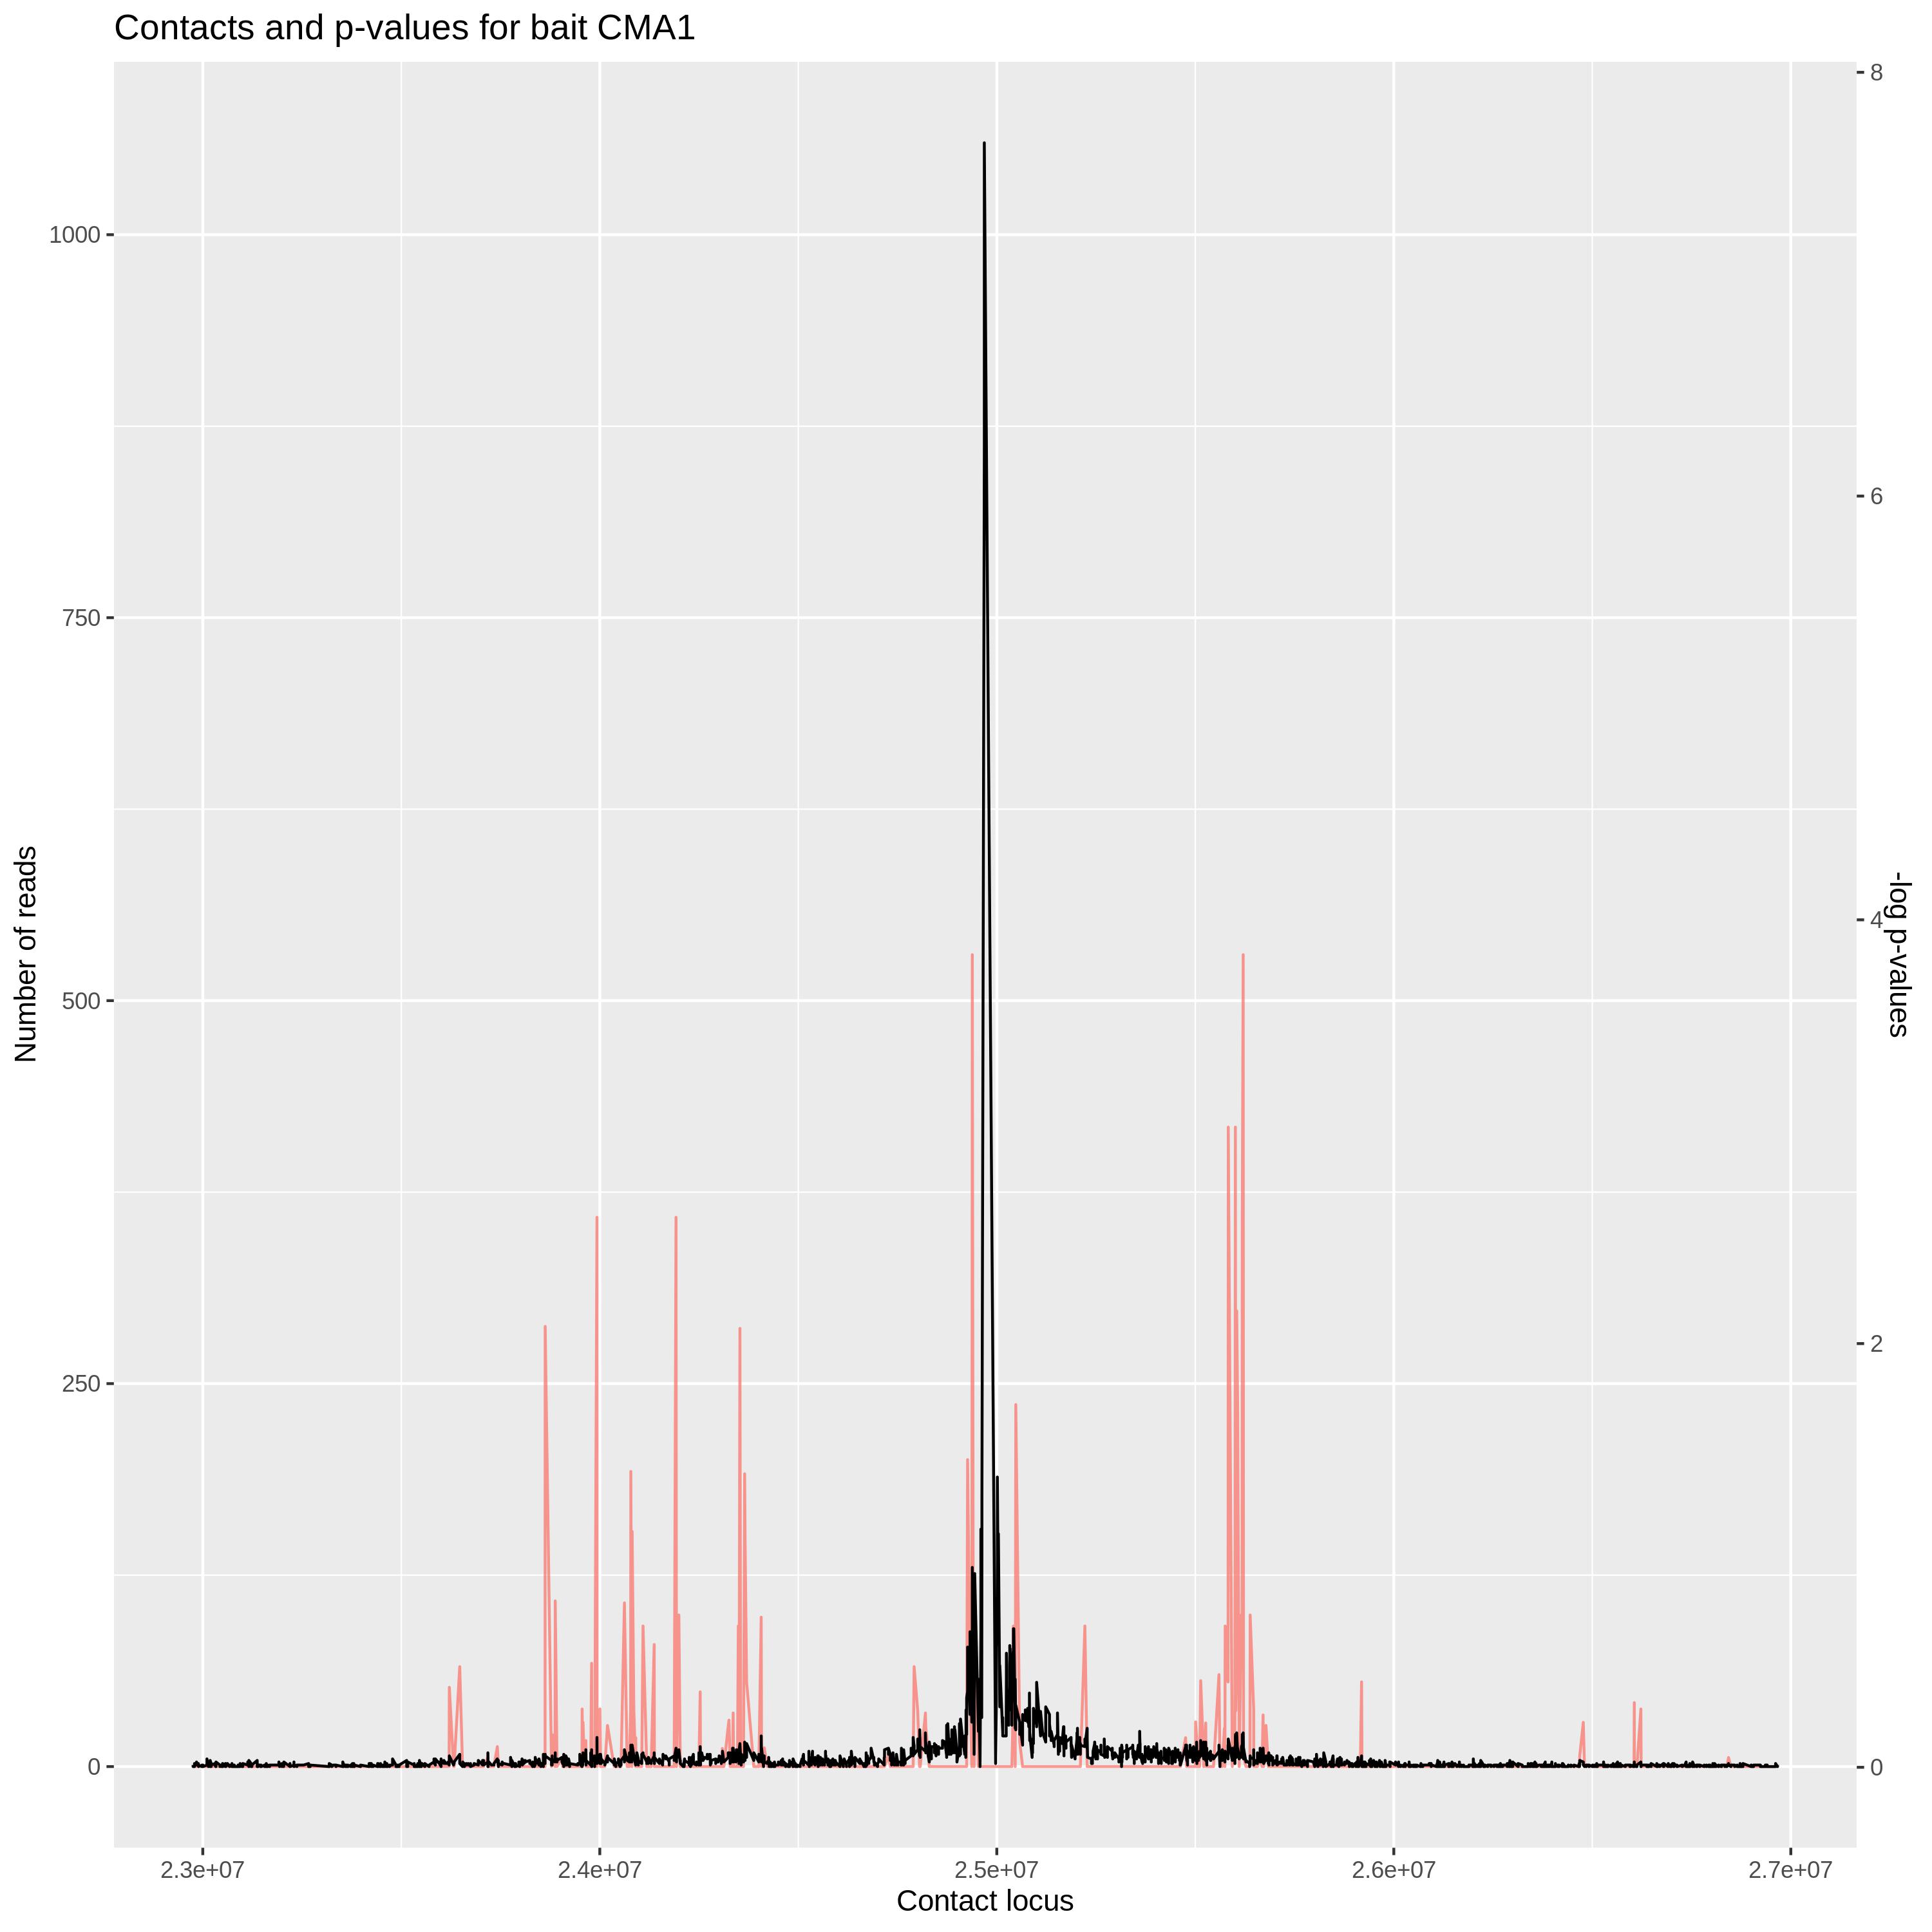 Contacts and p-values for bait CMA1
Number of reads
1000
750
500
250
0
8
6
4
2
0
-log p-values
2.3e+07
2.4e+07
2.5e+07
2.6e+07
2.7e+07
Contact locus